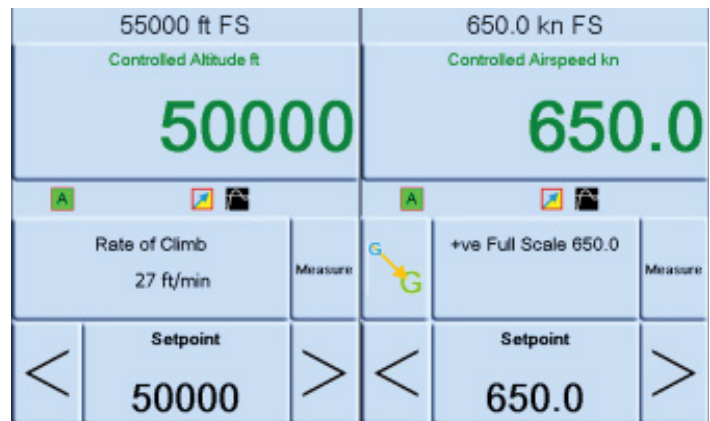 55000 ft FS
650.0 kn FS
Controlled Altitude ft
Controlled Airspeed kn
50000
650.0
A
A
Rate of Climb
27 ft/min
Measure
G
G
+ve Full Scale 650.0
Measure
<
Setpoint
50000
>
<
Setpoint
650.0
>